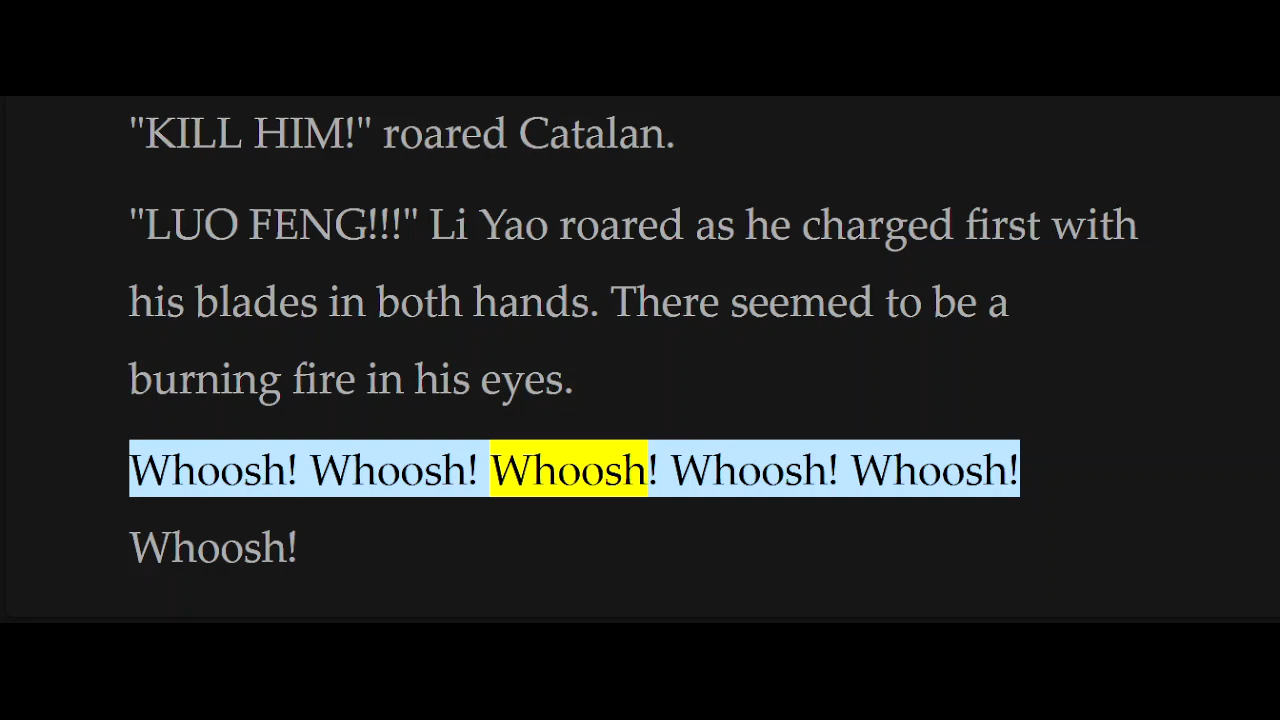 "KILL HIM!" roared Catalan.
"LUO FENG!!!" Li Yao roared as he charged first with
his blades in both hands. There seemed to be a
burning fire in his eyes.
Whoosh! Whoosh! Whoosh! Whoosh! Whoosh!
Whoosh!